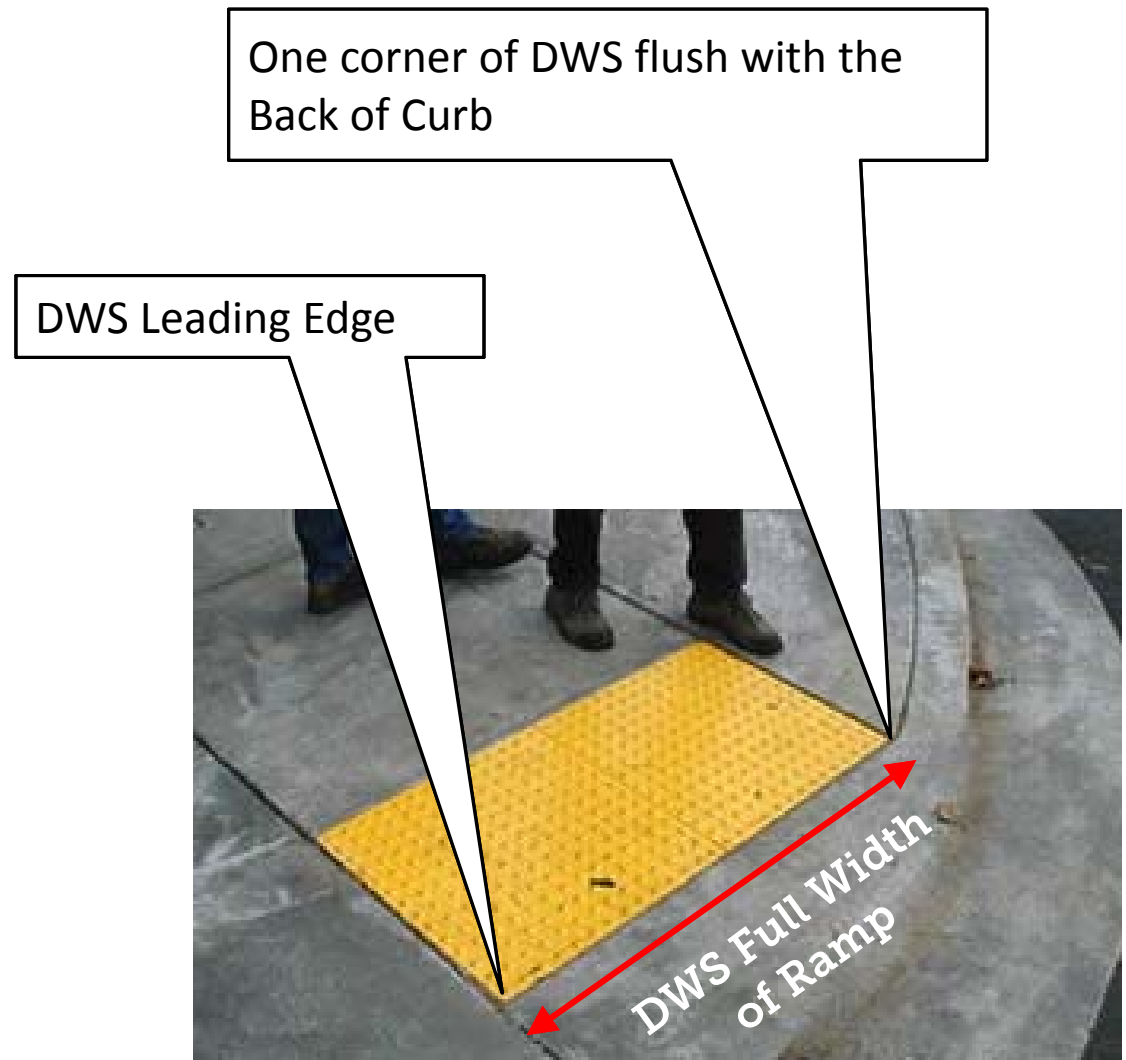 One corner of DWS flush with the
Back of Curb
DWS Leading Edge
DWS Full Width
of Ramp